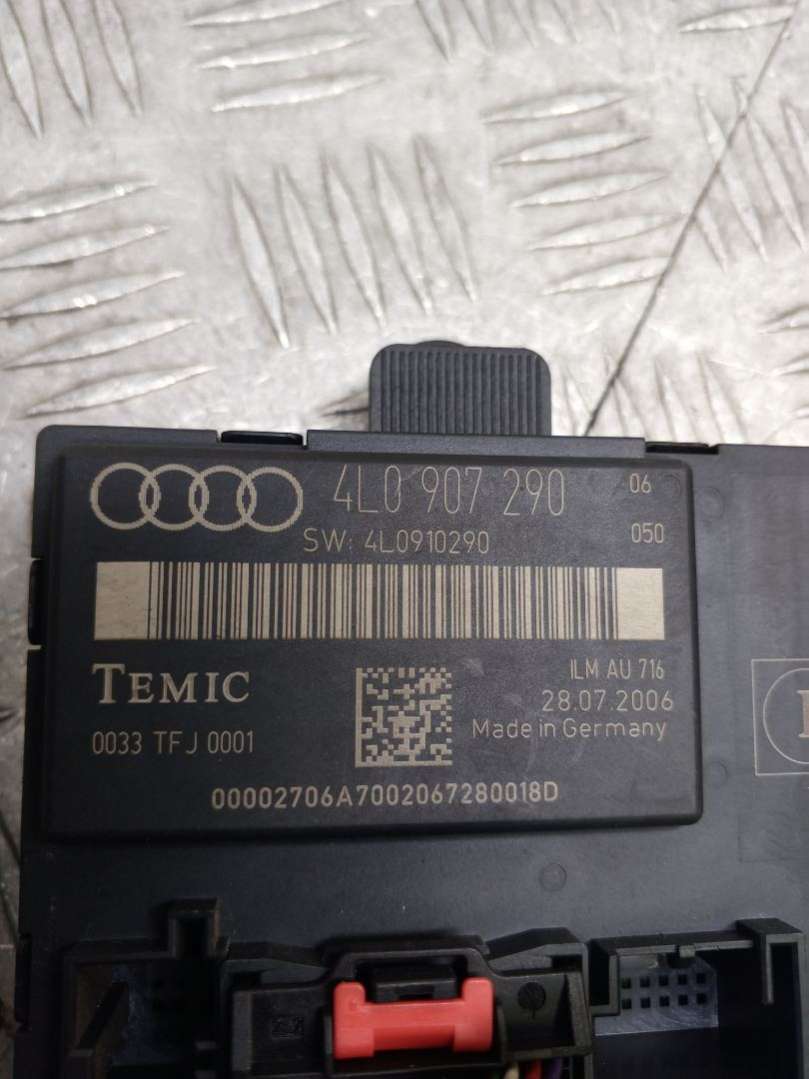 4L0 907 290 06
SW: 4L0910290 050
TEMIC
ILM AU 716
28.07.2006
0033 TFJ 0001
Made in Germany
00002706A7002067280018D